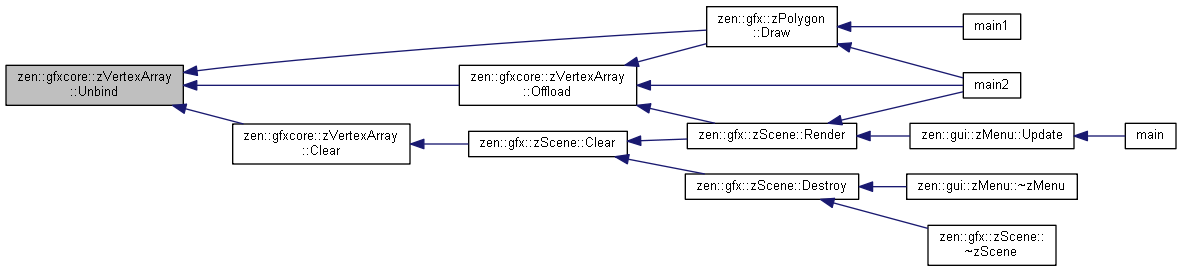 zen::gfxcore::zVertexArray
::Unbind
zen::gfx::zPolygon
::Draw
main1
zen::gfxcore::zVertexArray
::Offload
main2
zen::gfxcore::zVertexArray
::Clear
zen::gfx::zScene::Clear
zen::gfx::zScene::Render
zen::gui::zMenu::Update
main
zen::gfx::zScene::Destroy
zen::gui::zMenu::~zMenu
zen::gfx::zScene::
~zScene